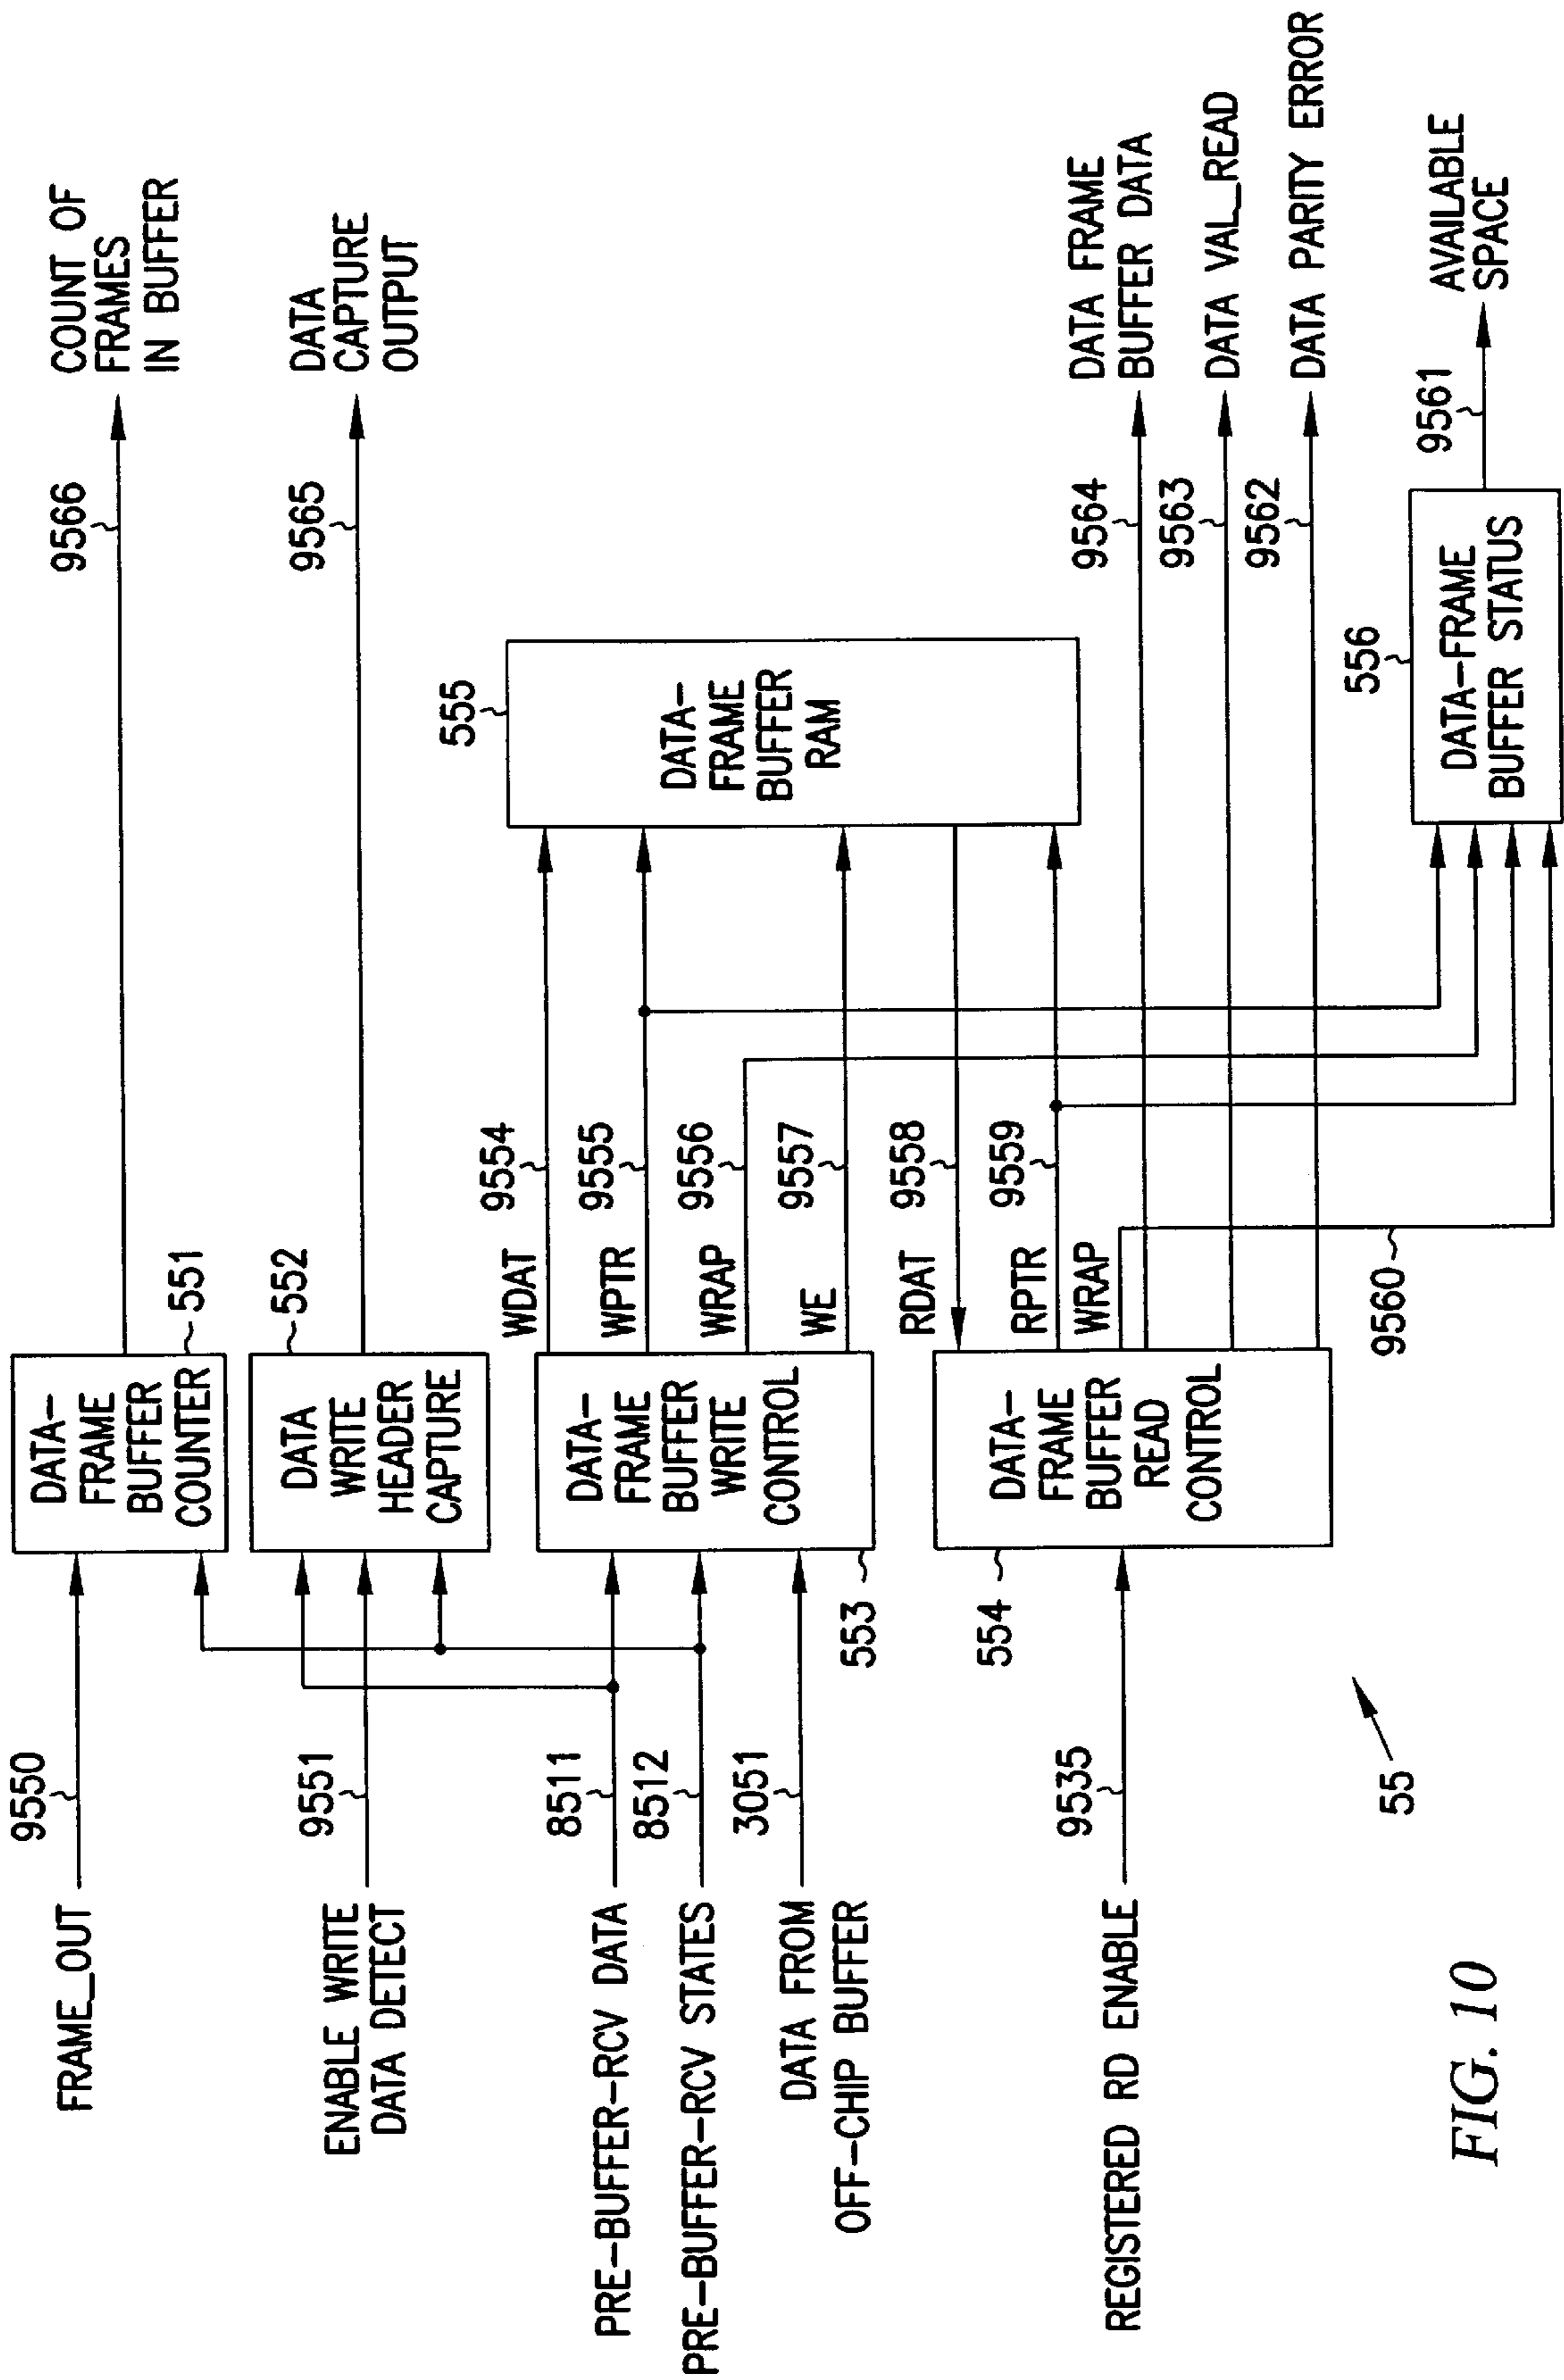 9550
FRAME_OUT
DATA-
FRAME
BUFFER
COUNTER
551
9566
COUNT OF
FRAMES
IN BUFFER
9551
ENABLE WRITE
DATA DETECT
DATA
WRITE
HEADER
CAPTURE
552
9565
DATA
CAPTURE
OUTPUT
8511
PRE-BUFFER-RCV DATA
8512
PRE-BUFFER-RCV STATES
3051
DATA FROM
OFF-CHIP BUFFER
DATA-
FRAME
BUFFER
WRITE
CONTROL
553
WDAT
9554
WPTR
9555
WRAP
9556
WE
9557
RDAT
9558
RPTR
9559
WRAP
9560
555
DATA-
FRAME
BUFFER
RAM
9535
REGISTERED RD ENABLE
554
DATA-
FRAME
BUFFER
READ
CONTROL
9564
DATA FRAME
BUFFER DATA
9563
DATA VAL_READ
9562
DATA PARITY ERROR
556
DATA-FRAME
BUFFER STATUS
9561
AVAILABLE
SPACE
55
FIG. 10